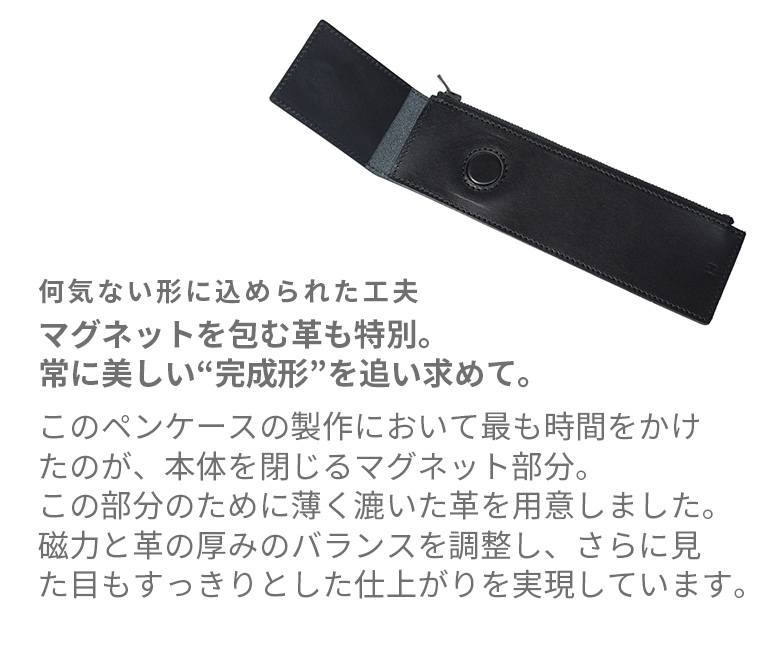 何気ない形に込められた工夫
マグネットを包む革も特別。
常に美しい“完成形”を追い求めて。
このペンケースの製作において最も時間をかけ
たのが、本体を閉じるマグネット部分。
この部分のために薄く漉いた革を用意しました。
磁力と革の厚みのバランスを調整し、さらに見
た目もすっきりとした仕上がりを実現しています。